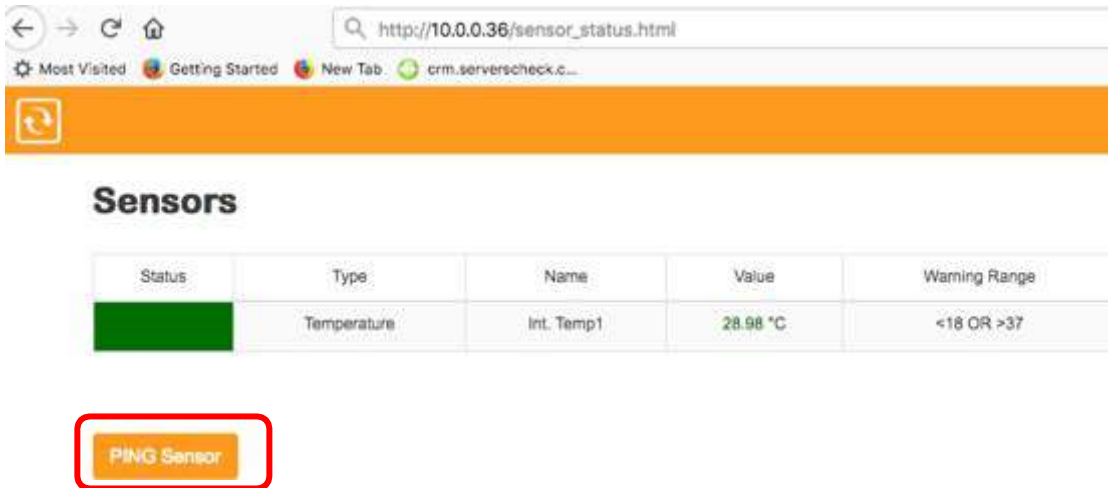 http://10.0.0.36/sensor_status.html
Most Visited Getting Started New Tab crm.serverscheck.c...
Sensors
Status Type Name Value Warning Range
Temperature Int. Temp1 28.98 °C <18 OR >37
PING Sensor